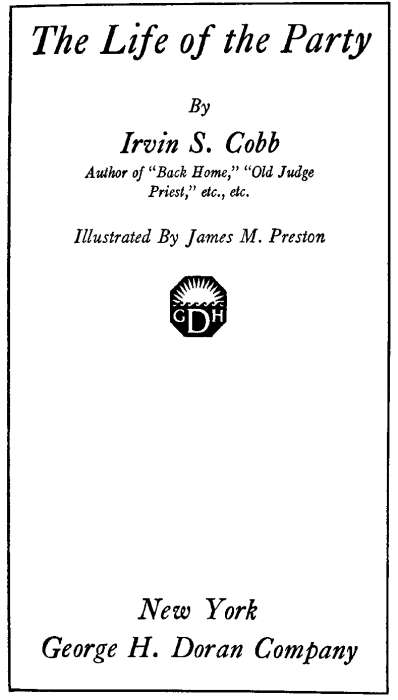 The Life of the Party
By
Irvin S. Cobb
Author of "Back Home," "Old Judge
Priest," etc., etc.
Illustrated By James M. Preston
GDH
New York
George H. Doran Company